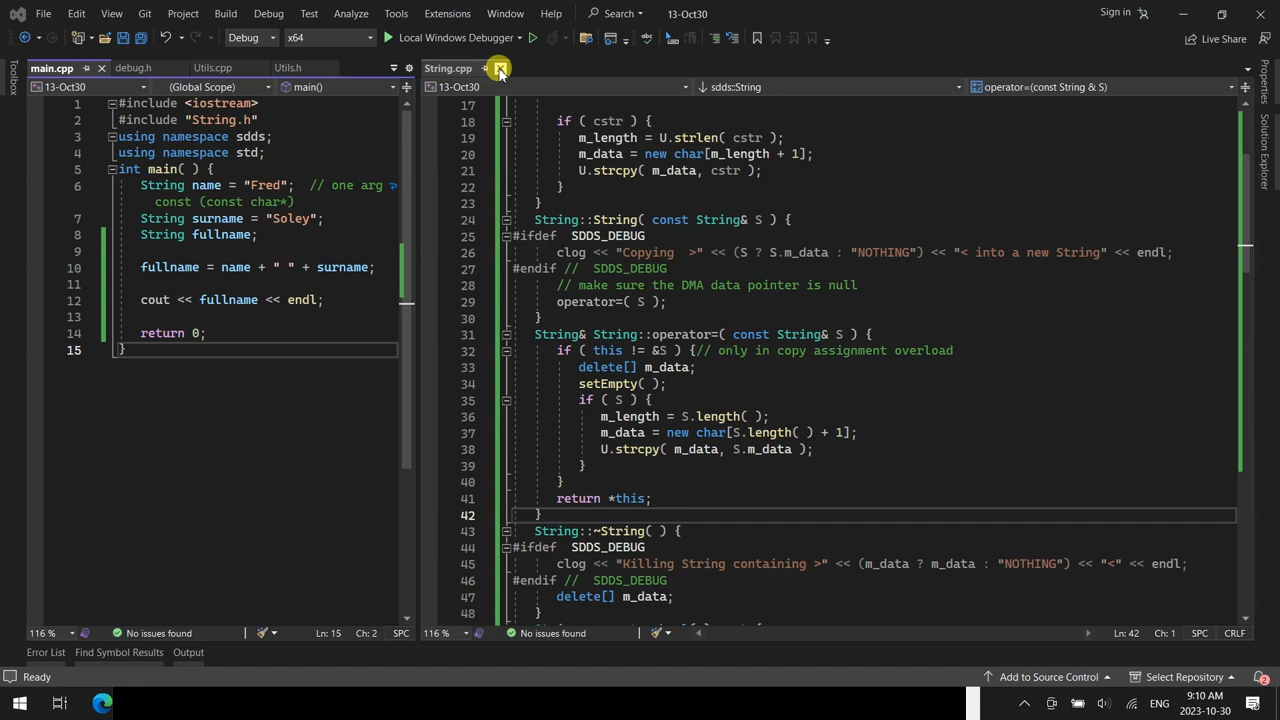 File Edit View Git Project Build Debug Test Analyze Tools Extensions Window Help Search 13-Oct30 Sign in
Debug x64 Local Windows Debugger Live Share
main.cpp debug.h Utils.cpp Utils.h
13-Oct30 (Global Scope) main()
1 #include <iostream>
2 #include "String.h"
3 using namespace sdds;
4 using namespace std;
5 int main( ) {
6 String name = "Fred"; // one arg
const (const char*)
7 String surname = "Soley";
8 String fullname;
9
10 fullname = name + " " + surname;
11
12 cout << fullname << endl;
13
14 return 0;
15 }
116 % No issues found Ln: 15 Ch: 2 SPC
String.cpp
13-Oct30 sdds::String operator=(const String & S)
17
18 if ( cstr ) {
19 m_length = U.strlen( cstr );
20 m_data = new char[m_length + 1];
21 U.strcpy( m_data, cstr );
22 }
23 }
24 String::String( const String& S ) {
25 #ifdef SDDS_DEBUG
26 clog << "Copying >" << (S ? S.m_data : "NOTHING") << "< into a new String" << endl;
27 #endif // SDDS_DEBUG
28 // make sure the DMA data pointer is null
29 operator=( S );
30 }
31 String& String::operator=( const String& S ) {
32 if ( this != &S ) {// only in copy assignment overload
33 delete[] m_data;
34 setEmpty( );
35 if ( S ) {
36 m_length = S.length( );
37 m_data = new char[S.length( ) + 1];
38 U.strcpy( m_data, S.m_data );
39 }
40 }
41 return *this;
42 }
43 String::~String( ) {
44 #ifdef SDDS_DEBUG
45 clog << "Killing String containing >" << (m_data ? m_data : "NOTHING") << "<" << endl;
46 #endif // SDDS_DEBUG
47 delete[] m_data;
48 }
116 % No issues found Ln: 42 Ch: 1 SPC CRLF
Toolbox
Properties
Solution Explorer
Error List Find Symbol Results Output
Ready Add to Source Control Select Repository 2
ENG 9:10 AM
2023-10-30